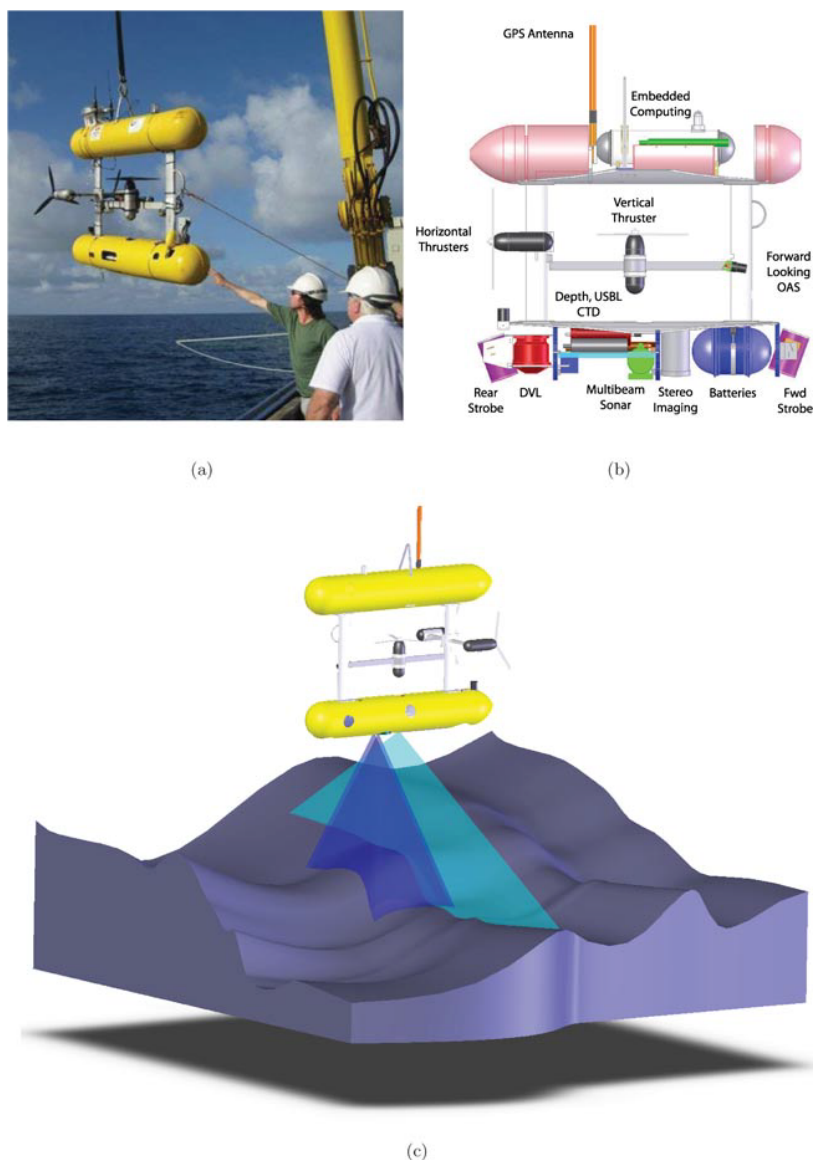 GPS Antenna
Embedded
Computing
Vertical
Thruster
Horizontal
Thrusters
Forward
Looking
OAS
Depth, USBL
CTD
Rear
Strobe
DVL
Multibeam
Sonar
Stereo
Imaging
Batteries
Fwd
Strobe
(a)
(b)
(c)